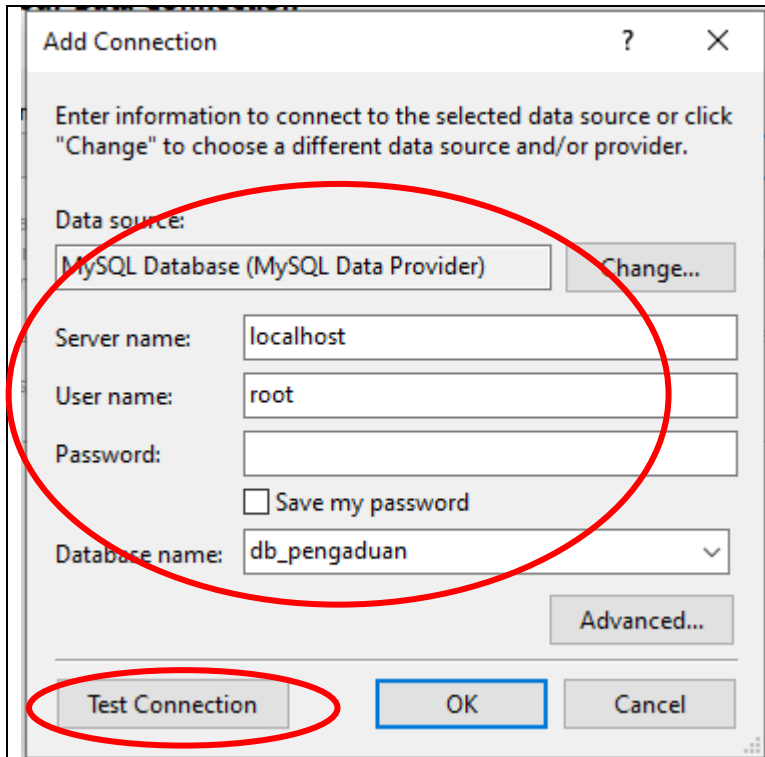 Data Connection
Add Connection ?
Enter information to connect to the selected data source or click
"Change" to choose a different data source and/or provider.
Data source:
MySQL Database (MySQL Data Provider) Change...
Server name: localhost
User name: root
Password:
Save my password
Database name: db_pengaduan
Advanced...
Test Connection OK Cancel